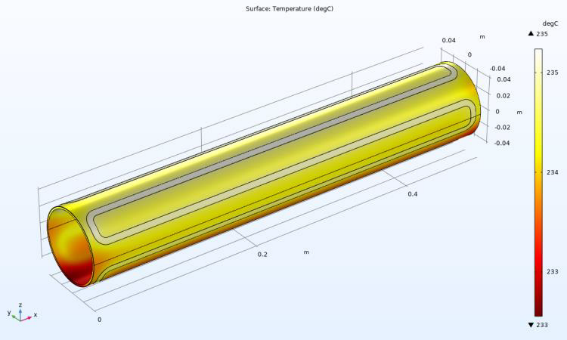 Surface: Temperature (degC)
degC
▲ 235
0.04
m
0
-0.04
0.04
0.02
0
m
-0.02
-0.04
235
234
233
▼ 233
0.4
0.2
m
0
z
y
x